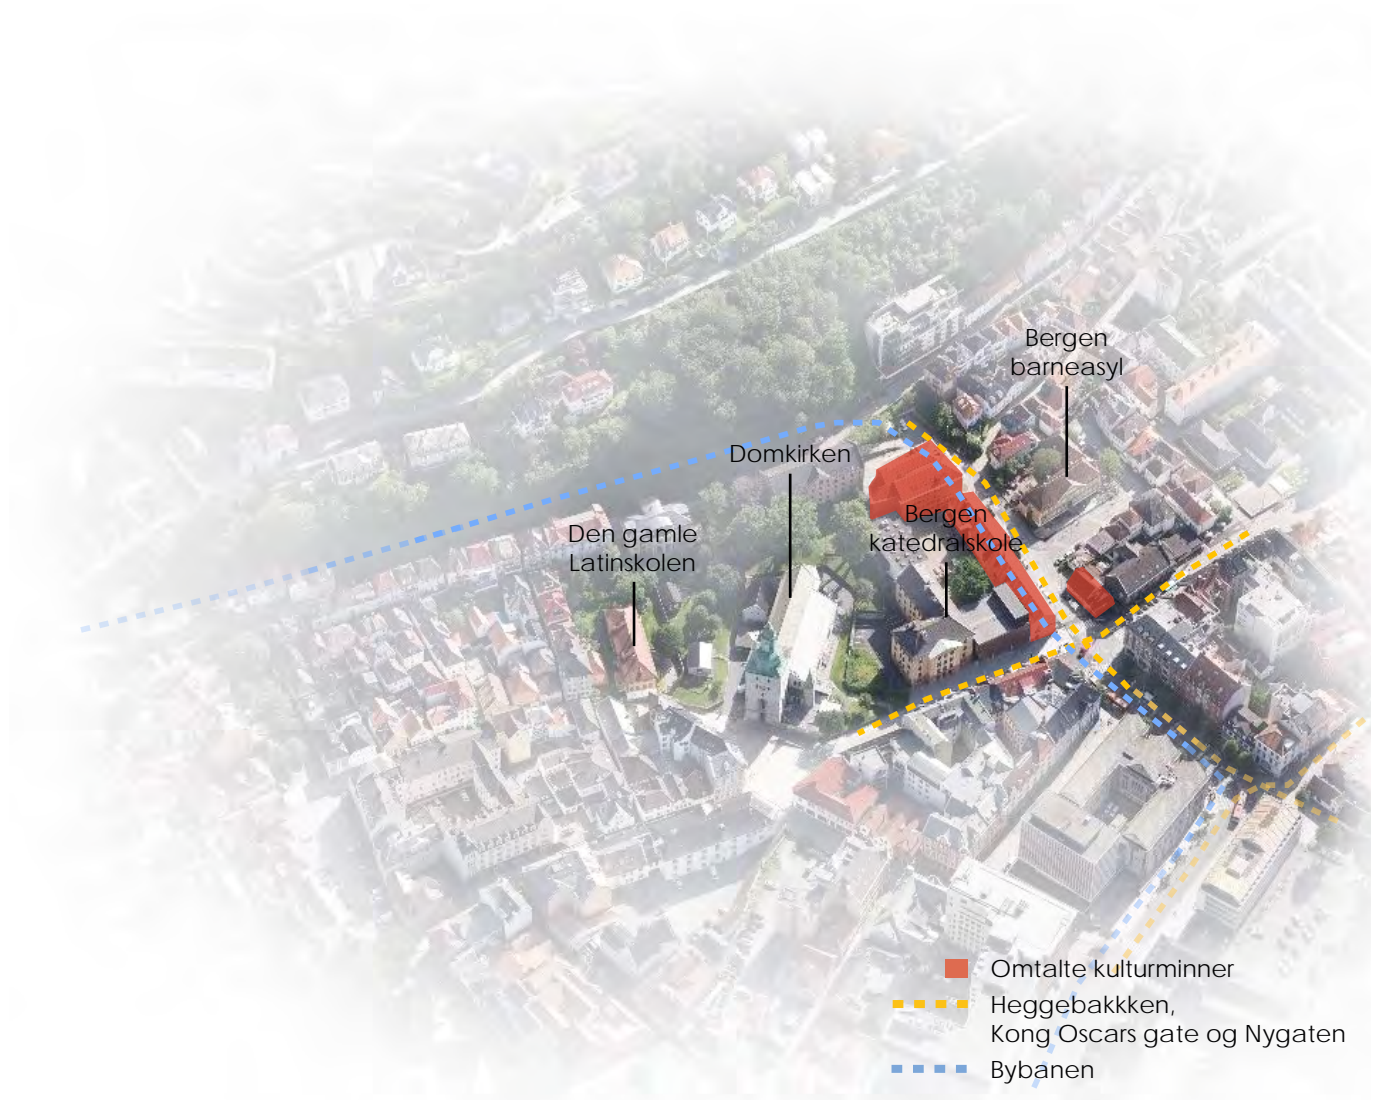 Bergen
barneasyl
Domkirken
Bergen
katedralskole
Den gamle
Latinskolen
Omtalte kulturminner
Heggebakkken,
Kong Oscars gate og Nygaten
Bybanen